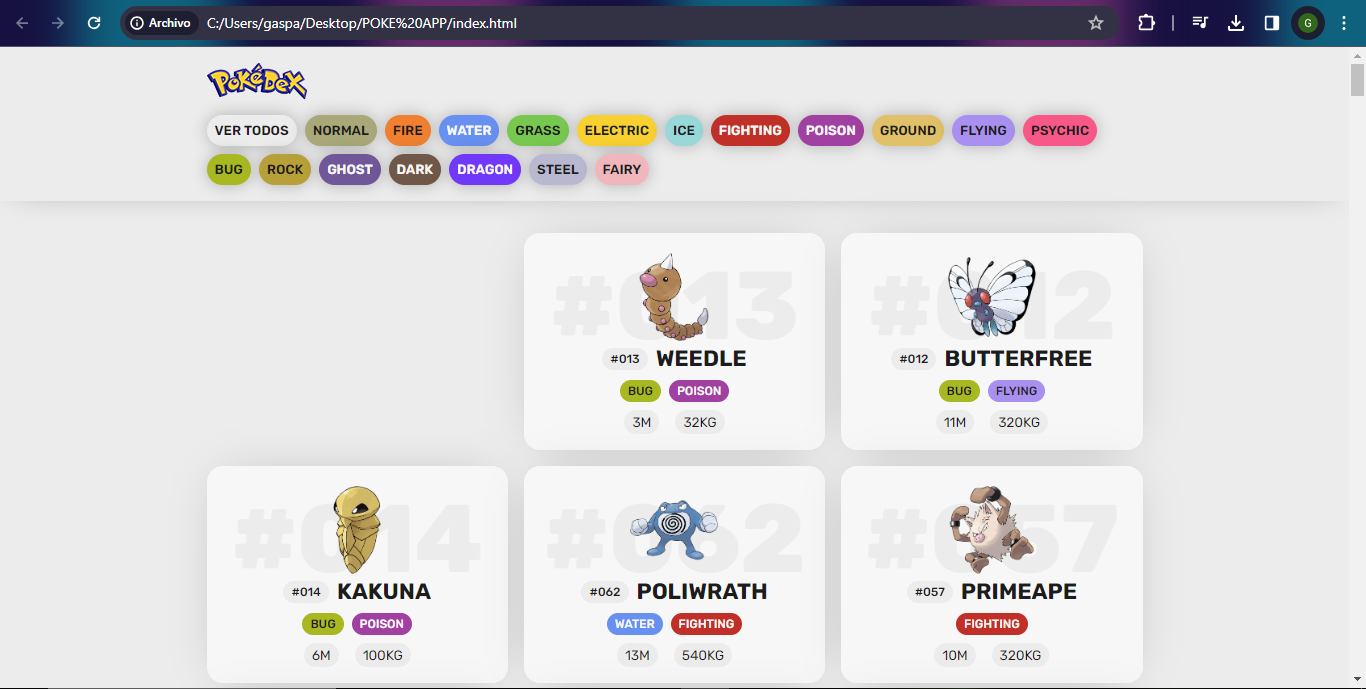 Archivo C:/Users/gaspa/Desktop/POKE%20APP/index.html G
POKéDEX
VER TODOS NORMAL FIRE WATER GRASS ELECTRIC ICE FIGHTING POISON GROUND FLYING PSYCHIC
BUG ROCK GHOST DARK DRAGON STEEL FAIRY
#013 #012
#013 WEEDLE #012 BUTTERFREE
BUG POISON BUG FLYING
3M 32KG 11M 320KG
#014 #062 #057
#014 KAKUNA #062 POLIWRATH #057 PRIMEAPE
BUG POISON WATER FIGHTING FIGHTING
6M 100KG 13M 540KG 10M 320KG